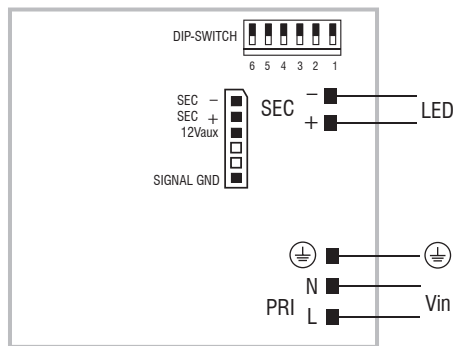 DIP-SWITCH
6 5 4 3 2 1
SEC −
SEC +
12Vaux
SIGNAL GND
SEC
−
+
LED
N
PRI
L
Vin